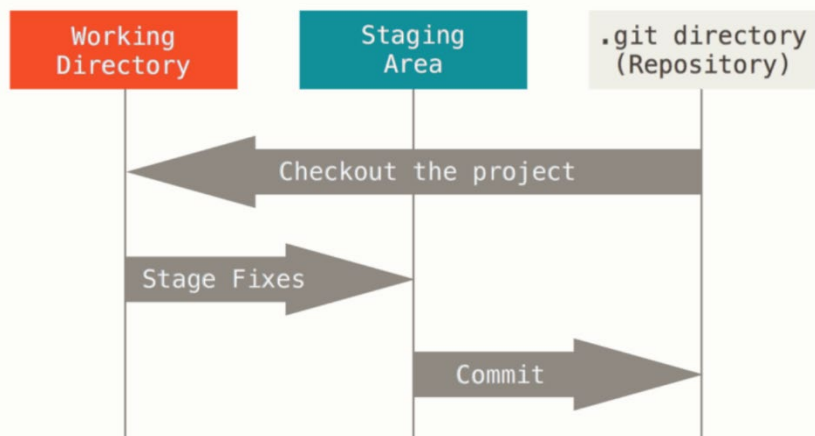 Working
Directory
Staging
Area
.git directory
(Repository)
Checkout the project
Stage Fixes
Commit